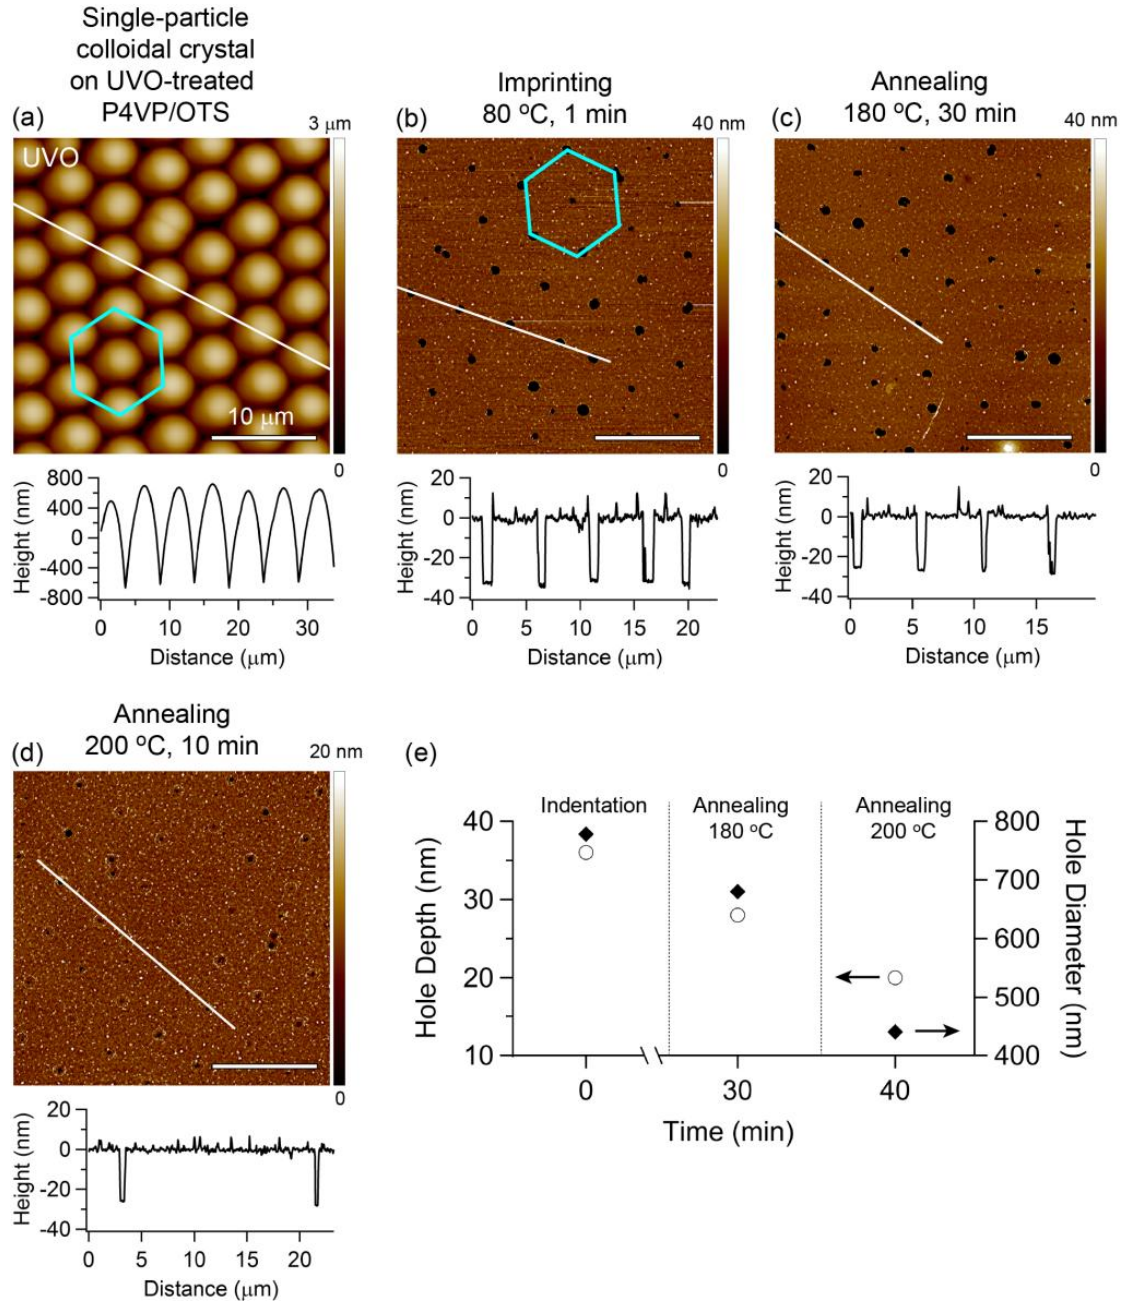 Single-particle
colloidal crystal
on UVO-treated
P4VP/OTS
(a)
3 μm
UVO
10 μm
0
800
400
0
-400
-800
Height (nm)
0 10 20 30
Distance (μm)
Imprinting
80 °C, 1 min
(b)
40 nm
0
20
0
-20
-40
Height (nm)
0 5 10 15 20
Distance (μm)
Annealing
180 °C, 30 min
(c)
40 nm
0
20
0
-20
-40
Height (nm)
0 5 10 15
Distance (μm)
Annealing
200 °C, 10 min
(d)
20 nm
0
20
0
-20
-40
Height (nm)
0 5 10 15 20
Distance (μm)
(e)
Indentation
Annealing
180 °C
Annealing
200 °C
40
30
20
10
Hole Depth (nm)
800
700
600
500
400
Hole Diameter (nm)
0 30 40
Time (min)